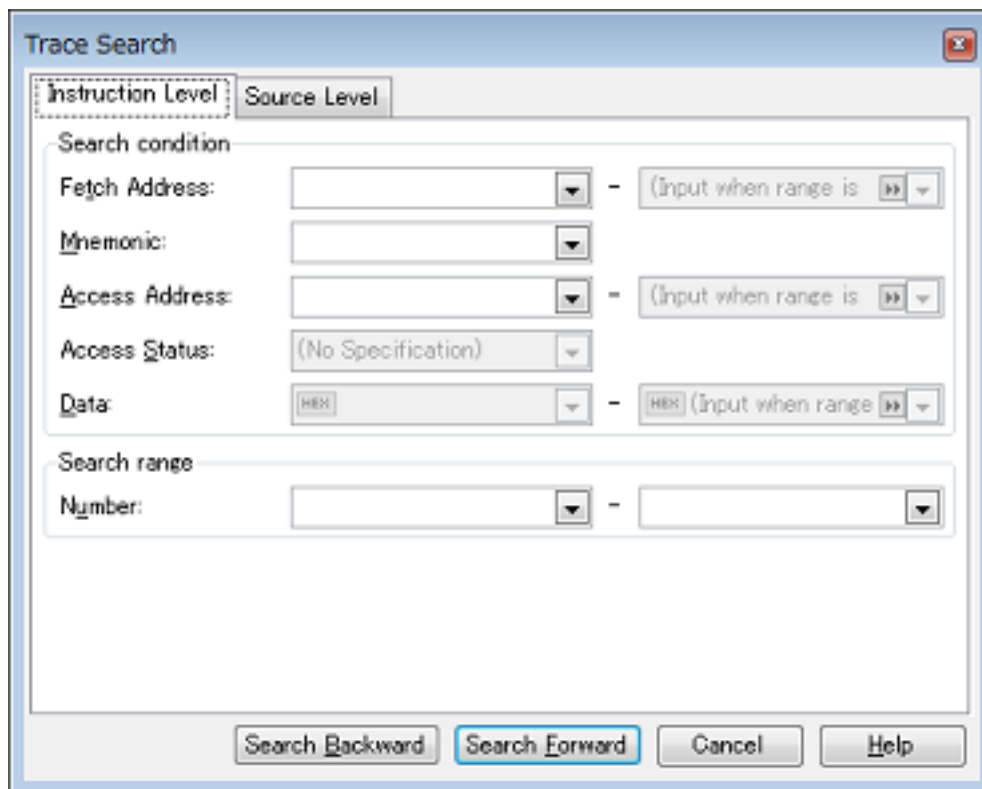 Trace Search
Instruction Level Source Level
Search condition
Fetch Address: - (Input when range is
Mnemonic:
Access Address: - (Input when range is
Access Status: (No Specification)
Data: HEX - HEX (Input when range
Search range
Number: -
Search Backward Search Forward Cancel Help